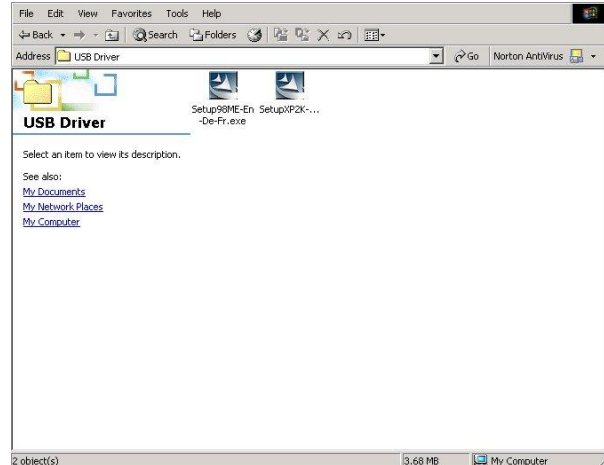 File Edit View Favorites Tools Help
Back Search Folders
Address USB Driver Go Norton AntiVirus
USB Driver
Select an item to view its description.
See also:
My Documents
My Network Places
My Computer
Setup98ME-En
-De-Fr.exe
SetupXP2K-...
2 object(s) 3.68 MB My Computer